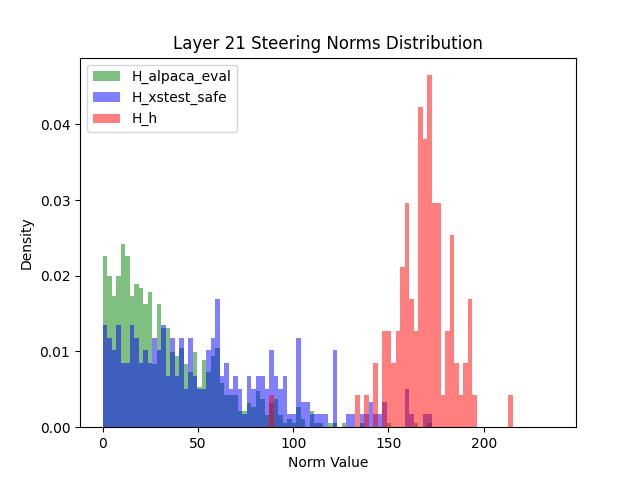 Layer 21 Steering Norms Distribution
H_alpaca_eval
H_xstest_safe
H_h
Density
0.04
0.03
0.02
0.01
0.00
0
50
100
150
200
Norm Value